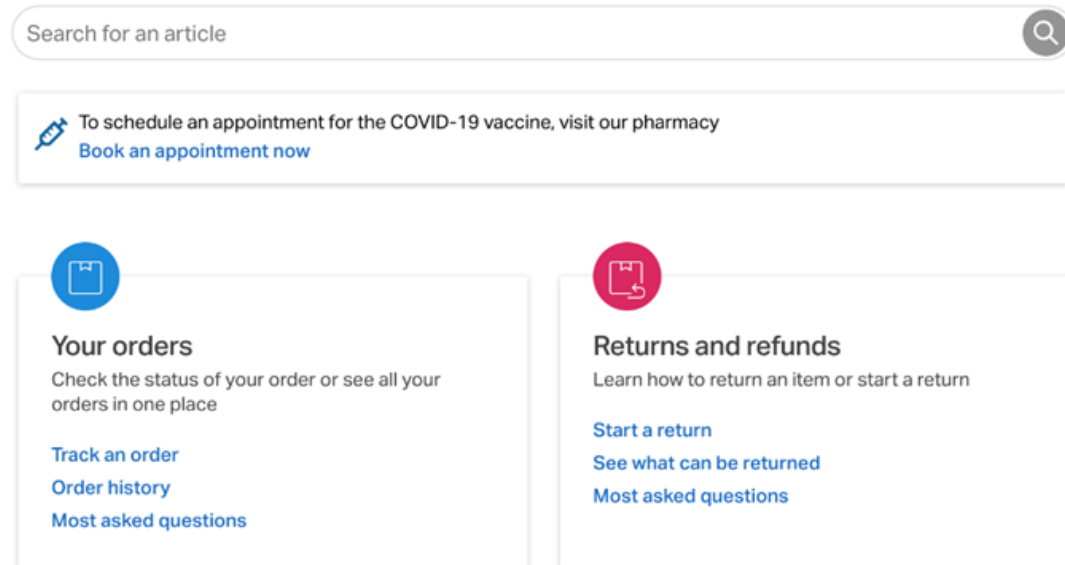 Search for an article
To schedule an appointment for the COVID-19 vaccine, visit our pharmacy
Book an appointment now
Your orders
Check the status of your order or see all your
orders in one place
Track an order
Order history
Most asked questions
Returns and refunds
Learn how to return an item or start a return
Start a return
See what can be returned
Most asked questions